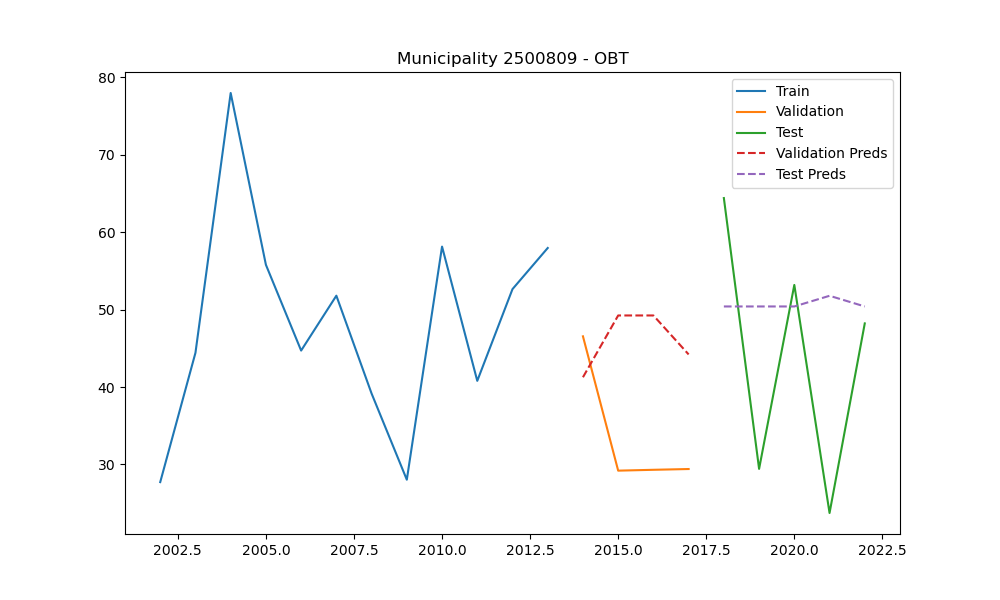 Municipality 2500809 - OBT
80
70
60
50
40
30
2002.5 2005.0 2007.5 2010.0 2012.5 2015.0 2017.5 2020.0 2022.5
Train
Validation
Test
Validation Preds
Test Preds